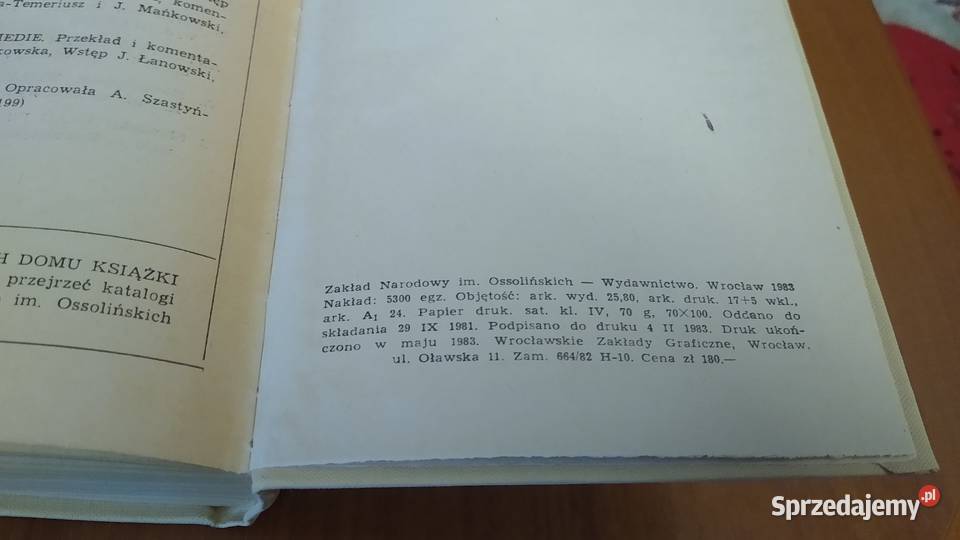 komen-
-Temeriusz i J. Mańkowski,
MEDIE. Przekład i komenta-
kowska, Wstęp J. Łanowski,
Opracowała A. Szastyń-
199)
H DOMU KSIĄŻKI
przejrzeć katalogi
im. Ossolińskich
Zakład Narodowy im. Ossolińskich — Wydawnictwo. Wrocław 1983
Nakład: 5300 egz. Objętość: ark. wyd. 25,80, ark. druk. 17+5 wkl.,
ark. A₁ 24. Papier druk. sat. kl. IV, 70 g, 70×100. Oddano do
składania 29 IX 1981. Podpisano do druku 4 II 1983. Druk ukoń-
czono w maju 1983. Wrocławskie Zakłady Graficzne, Wrocław,
ul. Oławska 11. Zam. 664/82 H-10. Cena zł 180.—
Sprzedajemy.pl